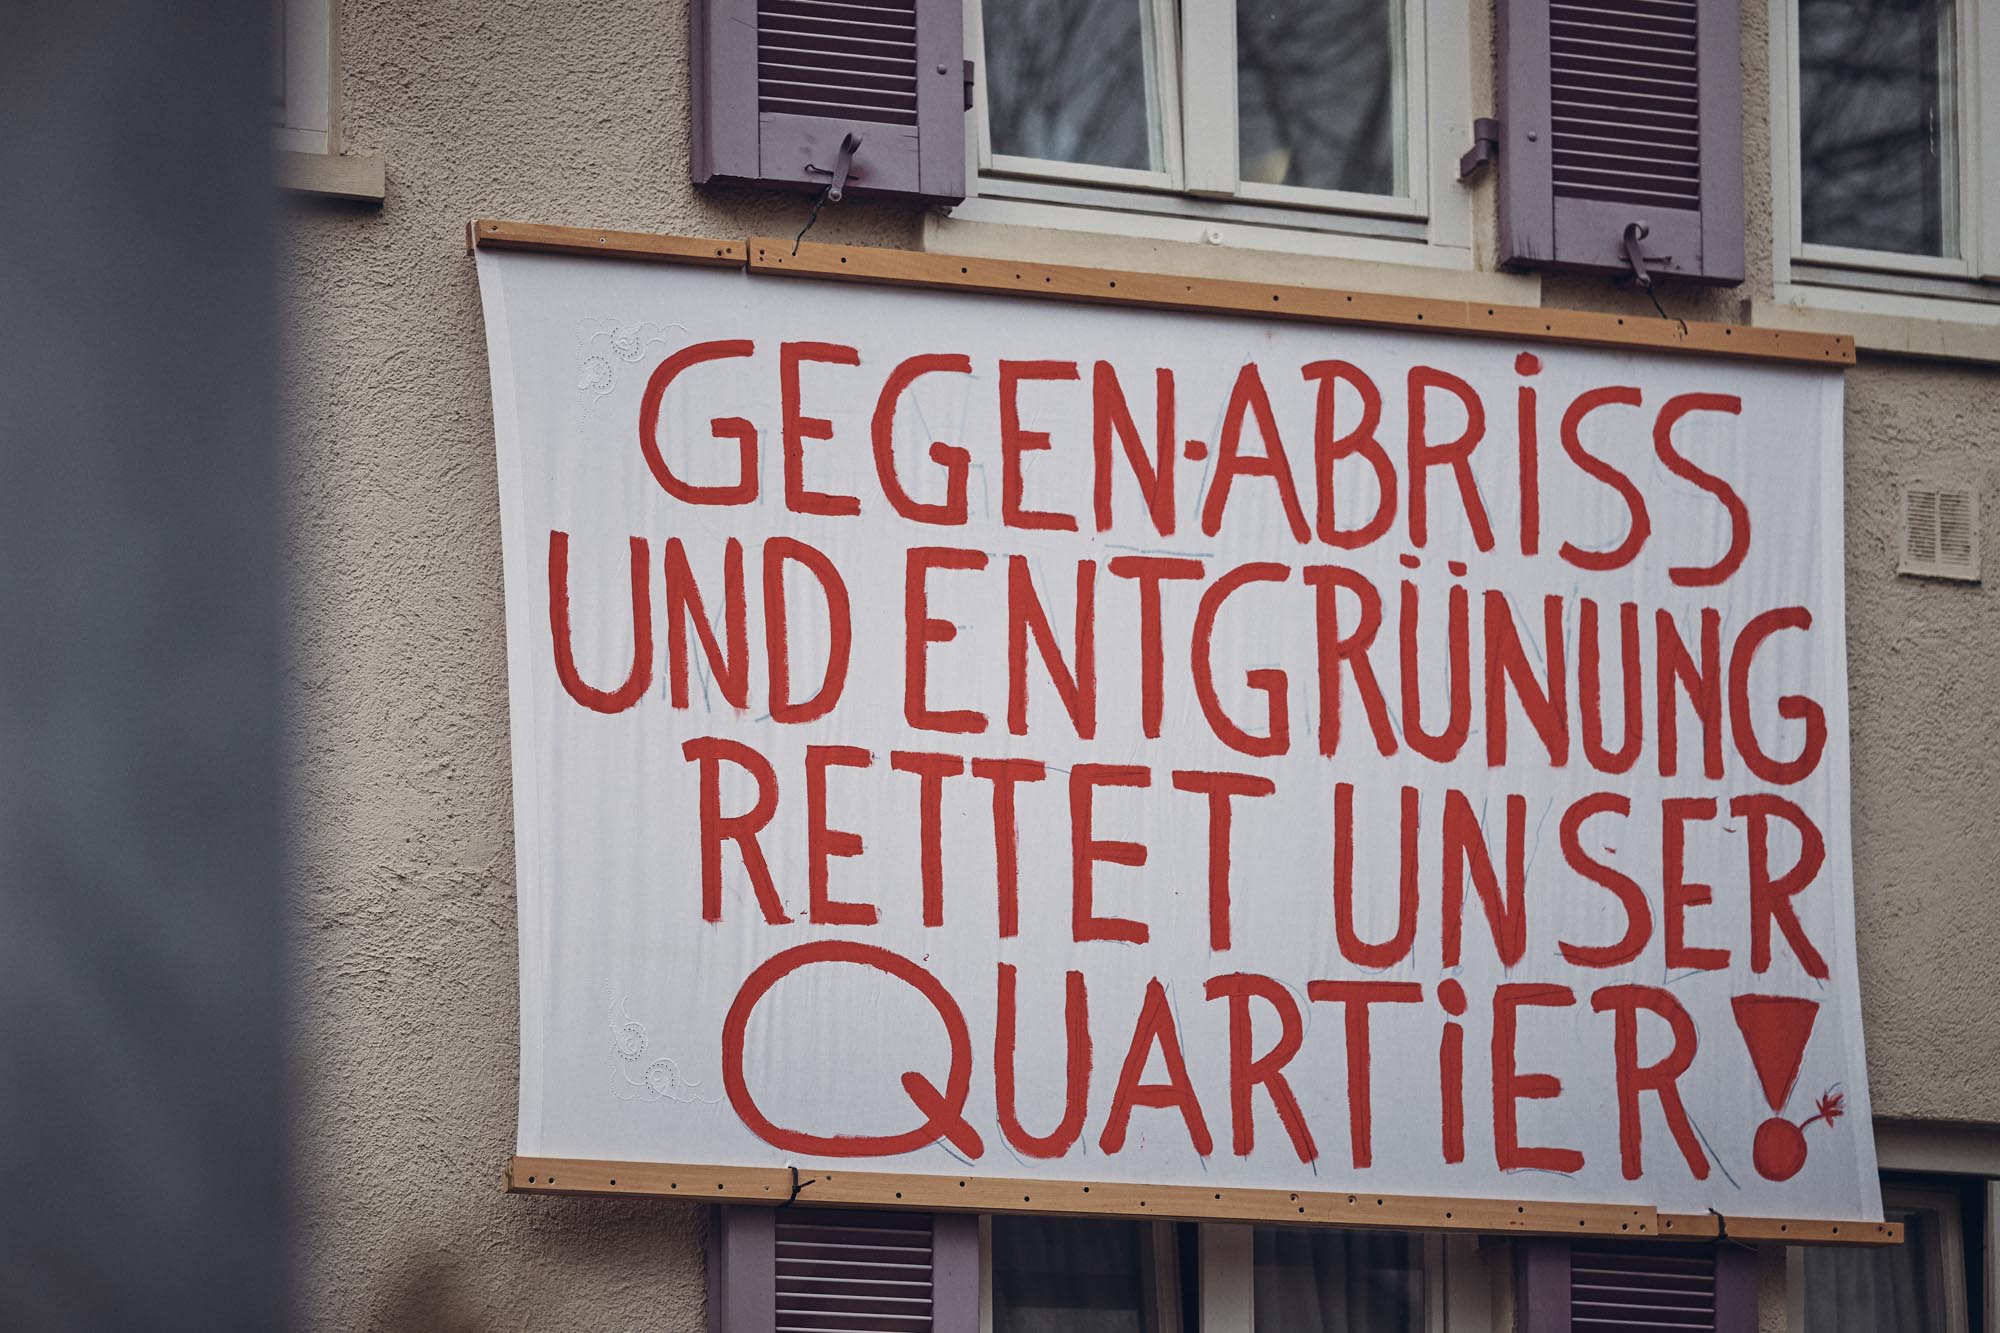 GEGEN·ABRiSS
UND ENTGRÜNUNG
RETTET UNSER
QUARTiER!